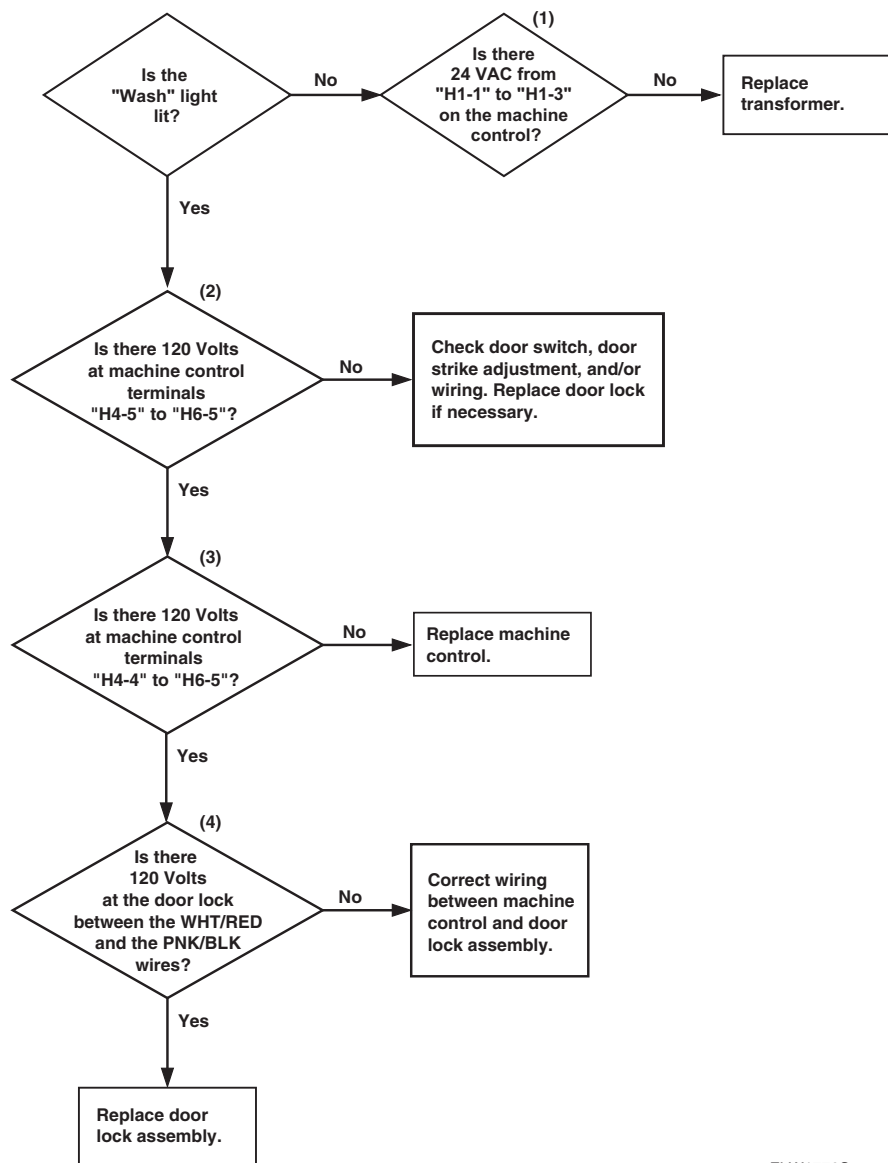 (1)
Is the
"Wash" light
lit?
No
Is there
24 VAC from
"H1-1" to "H1-3"
on the machine
control?
No
Replace
transformer.
Yes
(2)
Is there 120 Volts
at machine control
terminals
"H4-5" to "H6-5"?
No
Check door switch, door
strike adjustment, and/or
wiring. Replace door lock
if necessary.
Yes
(3)
Is there 120 Volts
at machine control
terminals
"H4-4" to "H6-5"?
No
Replace machine
control.
Yes
(4)
Is there
120 Volts
at the door lock
between the WHT/RED
and the PNK/BLK
wires?
No
Correct wiring
between machine
control and door
lock assembly.
Yes
Replace door
lock assembly.